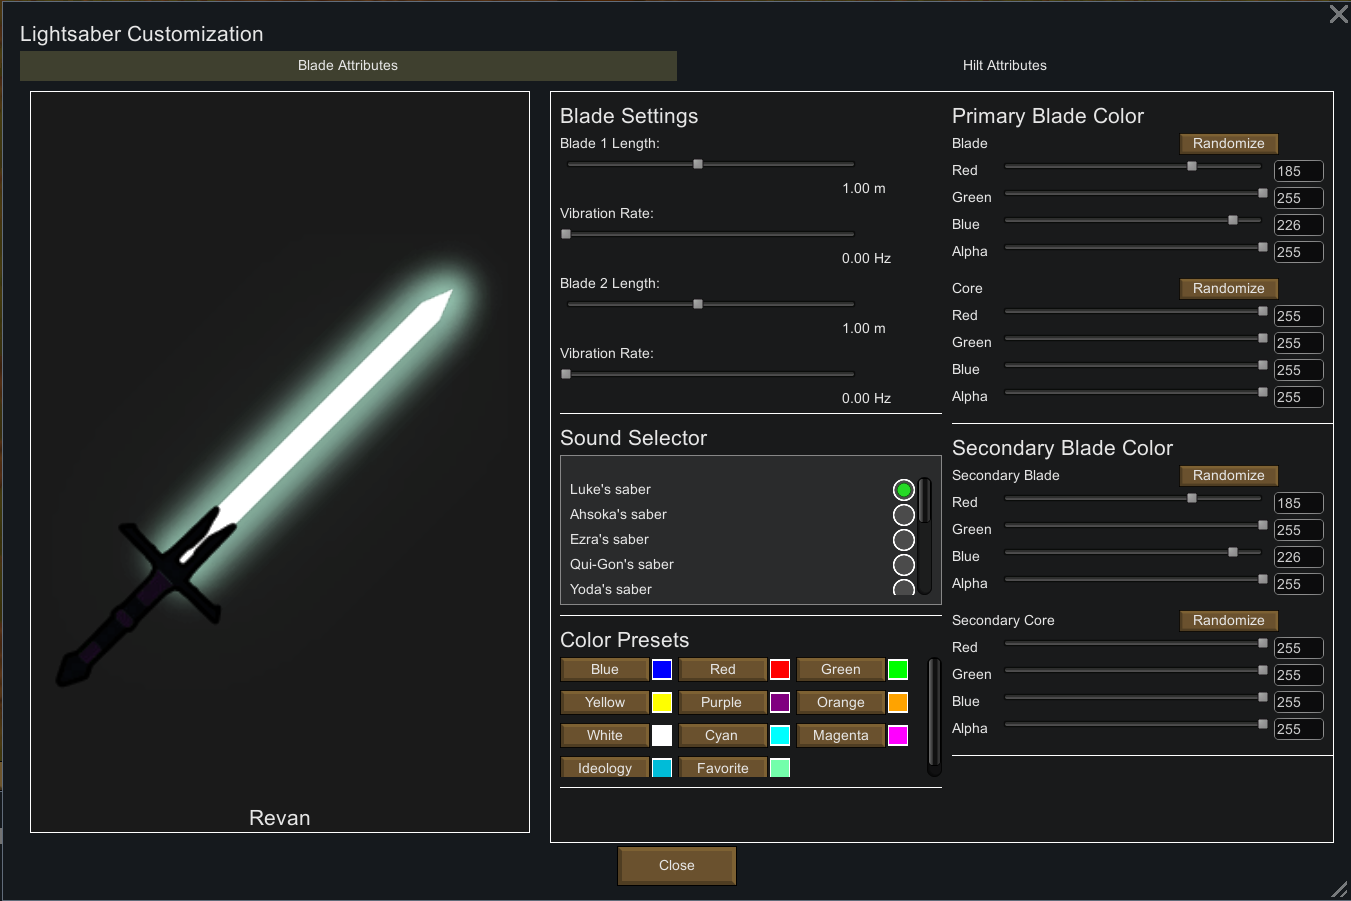 Lightsaber Customization
Blade Attributes
Hilt Attributes
Revan
Blade Settings
Blade 1 Length:
1.00 m
Vibration Rate:
0.00 Hz
Blade 2 Length:
1.00 m
Vibration Rate:
0.00 Hz
Sound Selector
Luke's saber
Ahsoka's saber
Ezra's saber
Qui-Gon's saber
Yoda's saber
Color Presets
Blue Red Green
Yellow Purple Orange
White Cyan Magenta
Ideology Favorite
Primary Blade Color
Blade Randomize
Red 185
Green 255
Blue 226
Alpha 255
Core Randomize
Red 255
Green 255
Blue 255
Alpha 255
Secondary Blade Color
Secondary Blade Randomize
Red 185
Green 255
Blue 226
Alpha 255
Secondary Core Randomize
Red 255
Green 255
Blue 255
Alpha 255
Close